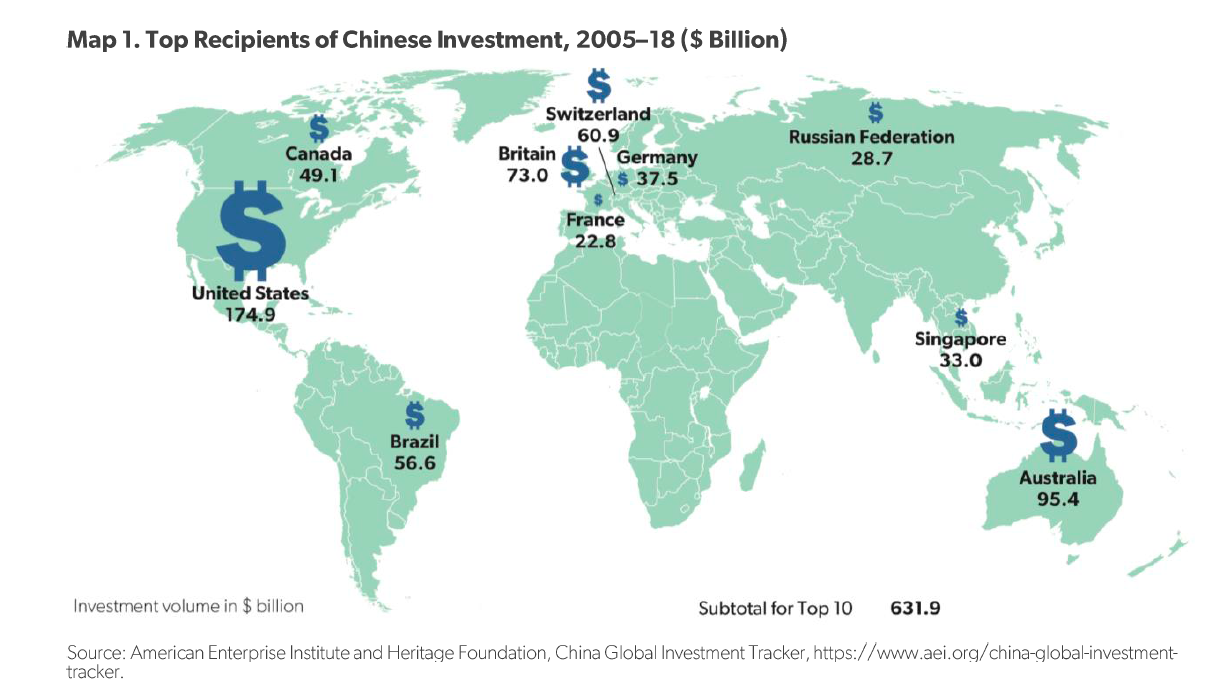 Map 1. Top Recipients of Chinese Investment, 2005–18 ($ Billion)
$
Switzerland
60.9
$
Russian Federation
28.7
$
Canada
49.1
Britain
73.0
$
Germany
$ 37.5
$
France
22.8
$
United States
174.9
$
Singapore
33.0
$
Brazil
56.6
$
Australia
95.4
Investment volume in $ billion
Subtotal for Top 10 631.9
Source: American Enterprise Institute and Heritage Foundation, China Global Investment Tracker, https://www.aei.org/china-global-investment-
tracker.